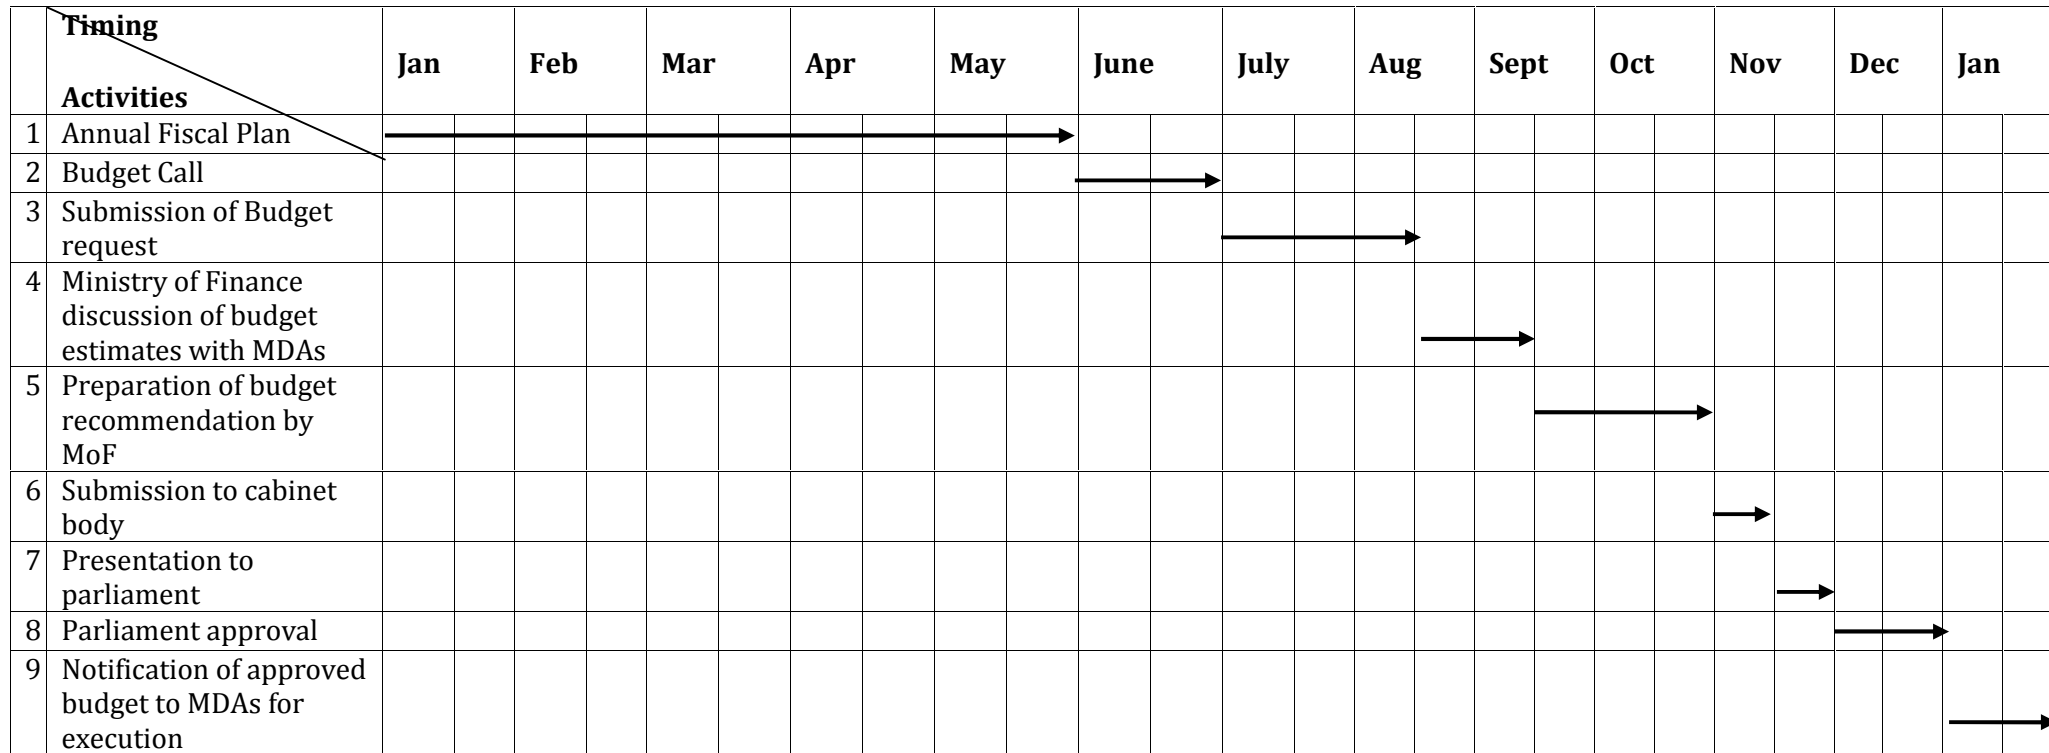 Timing
Activities
Jan Feb Mar Apr May June July Aug Sept Oct Nov Dec Jan
1 Annual Fiscal Plan
2 Budget Call
3 Submission of Budget
request
4 Ministry of Finance
discussion of budget
estimates with MDAs
5 Preparation of budget
recommendation by
MoF
6 Submission to cabinet
body
7 Presentation to
parliament
8 Parliament approval
9 Notification of approved
budget to MDAs for
execution